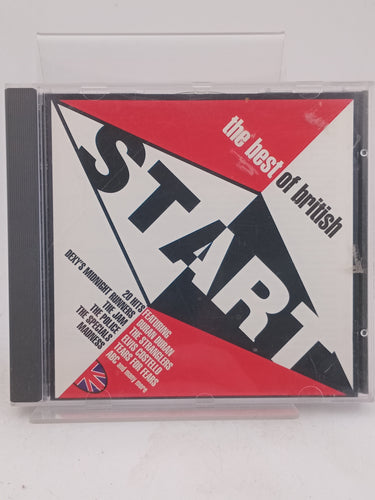 the best of british
START
20 HITS FEATURING
DEXY'S MIDNIGHT RUNNERS
DURAN DURAN
THE JAM
THE STRANGLERS
THE POLICE
ELVIS COSTELLO
THE SPECIALS
TEARS FOR FEARS
MADNESS
ABC and many more